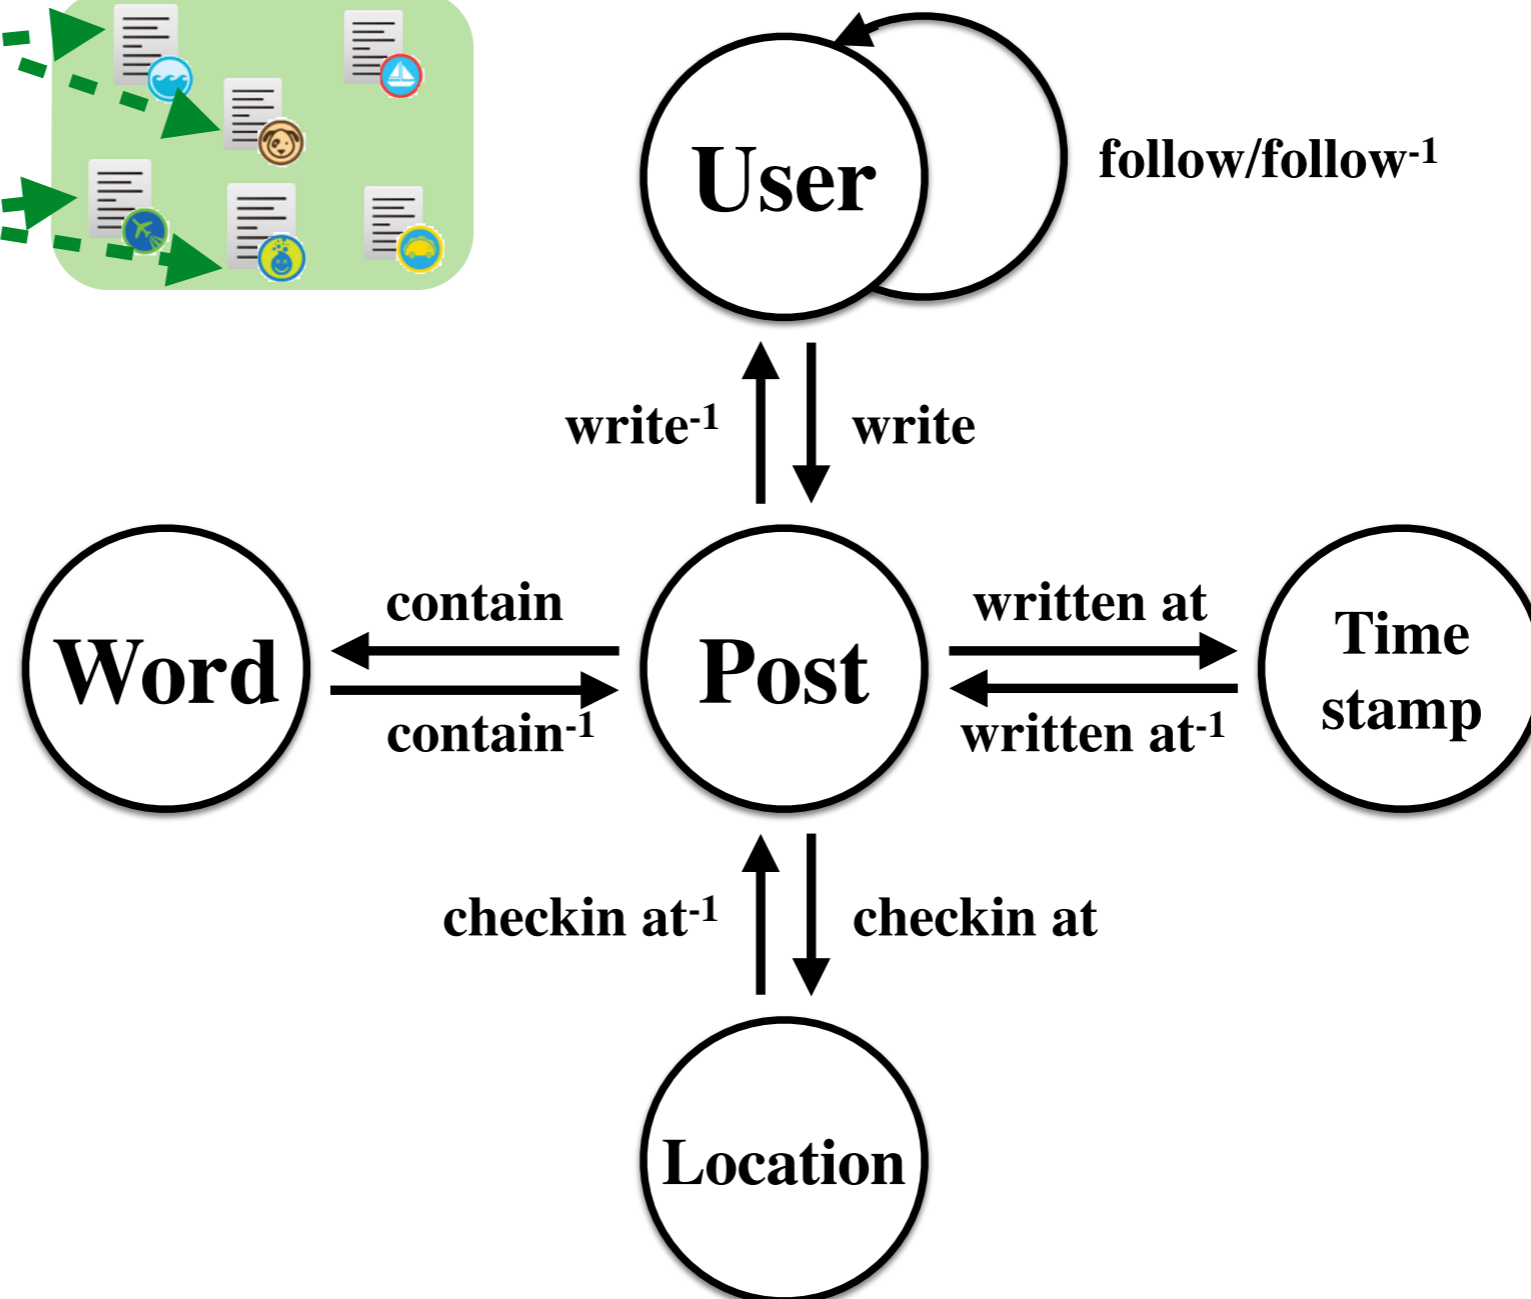 User
follow/follow⁻¹
write⁻¹
write
Word
contain
contain⁻¹
Post
written at
written at⁻¹
Time
stamp
checkin at⁻¹
checkin at
Location